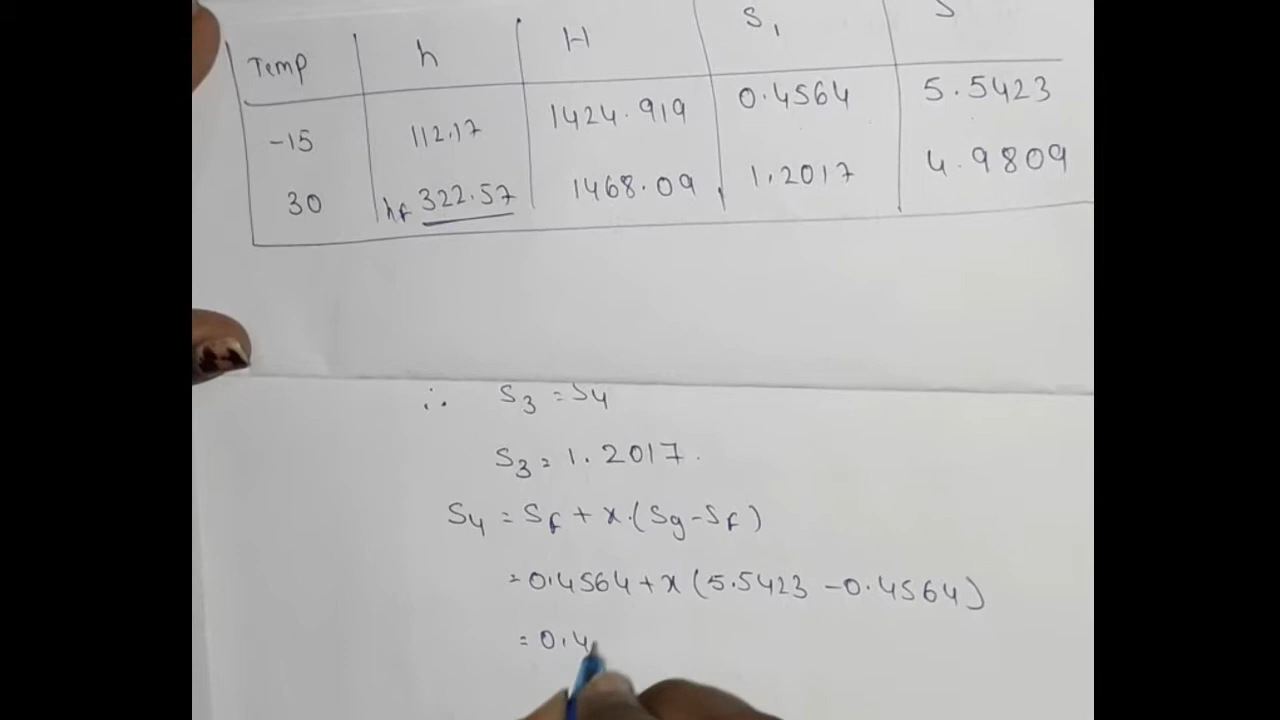 Temp h H S1 S
-15 112.17 1424.919 0.4564 5.5423
30 hf 322.57 1468.09 1.2017 4.9809
∴ S3 = S4
S3 = 1.2017.
S4 = Sf + x.(Sg - Sf)
= 0.4564 + x (5.5423 - 0.4564)
= 0.4